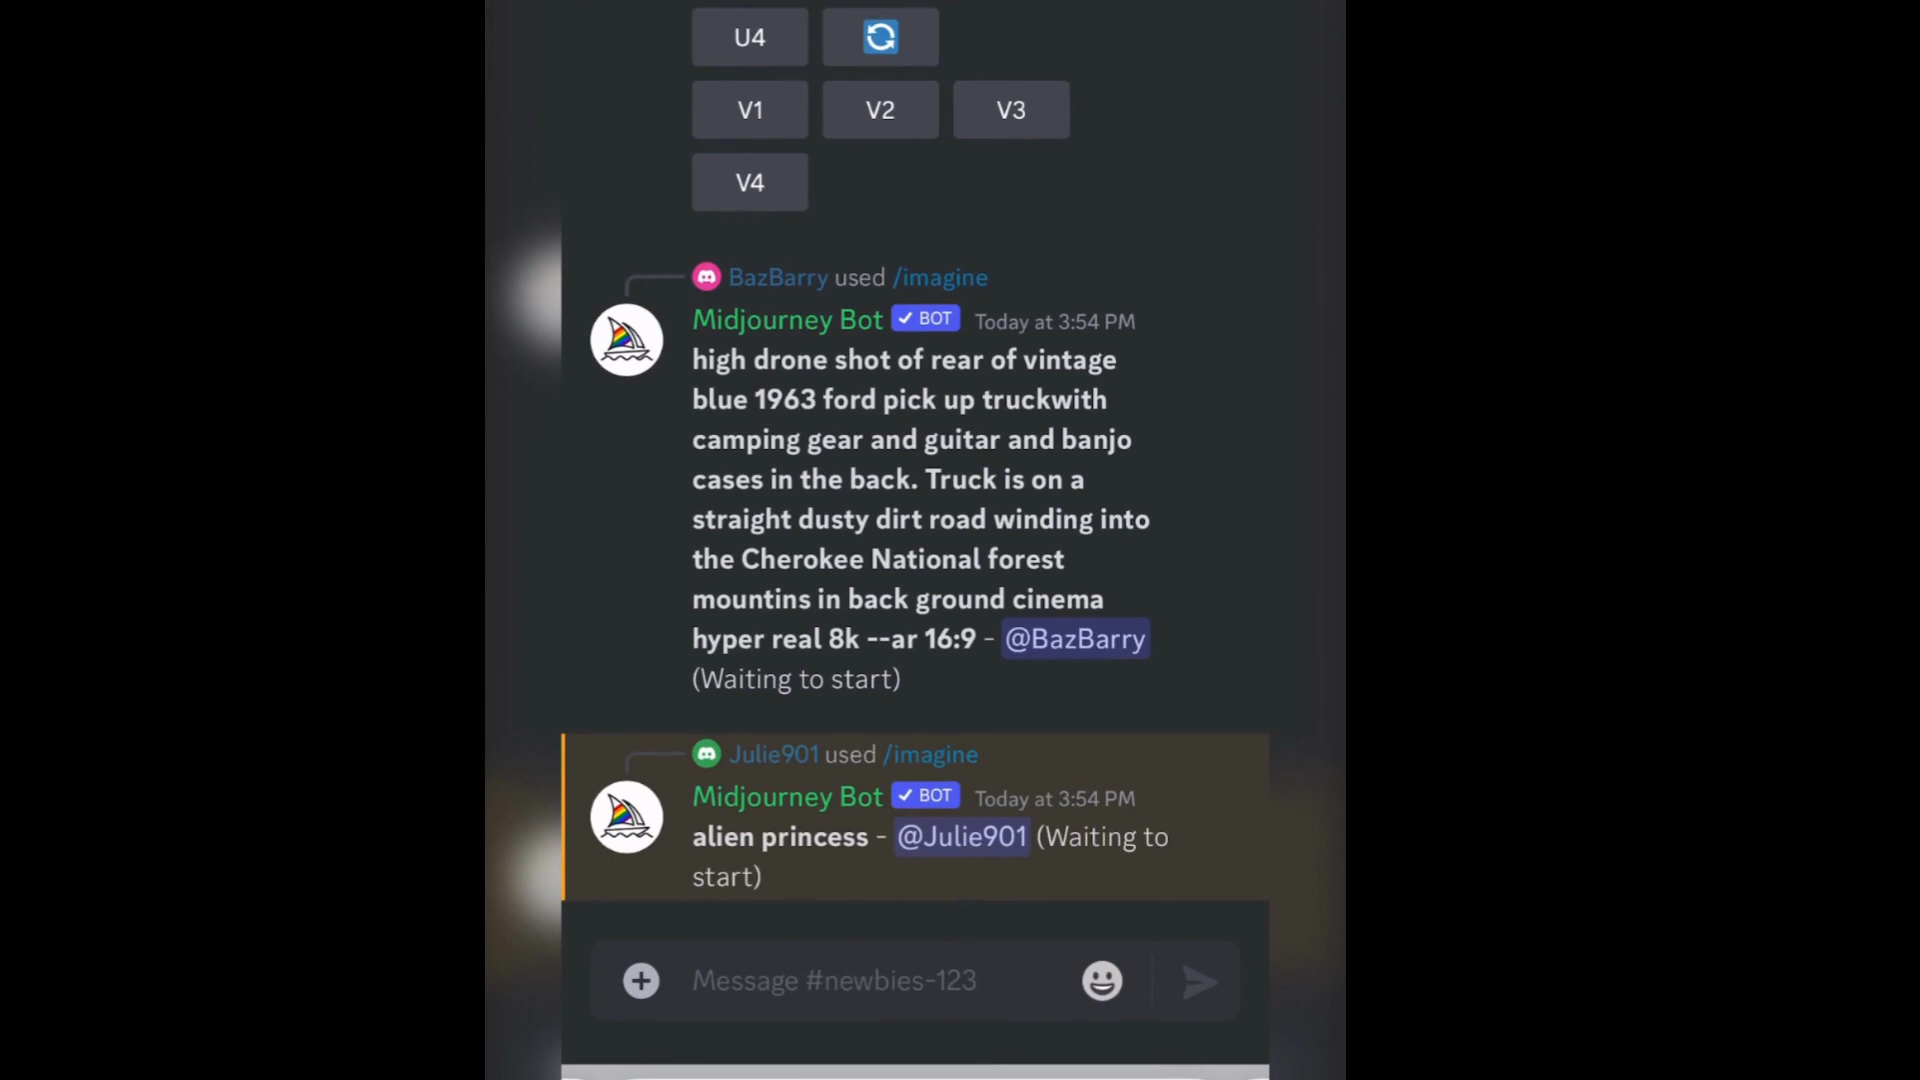 U4
V1 V2 V3
V4
BazBarry used /imagine
Midjourney Bot ✓ BOT Today at 3:54 PM
high drone shot of rear of vintage
blue 1963 ford pick up truckwith
camping gear and guitar and banjo
cases in the back. Truck is on a
straight dusty dirt road winding into
the Cherokee National forest
mountins in back ground cinema
hyper real 8k --ar 16:9 - @BazBarry
(Waiting to start)
Julie901 used /imagine
Midjourney Bot ✓ BOT Today at 3:54 PM
alien princess - @Julie901 (Waiting to
start)
Message #newbies-123